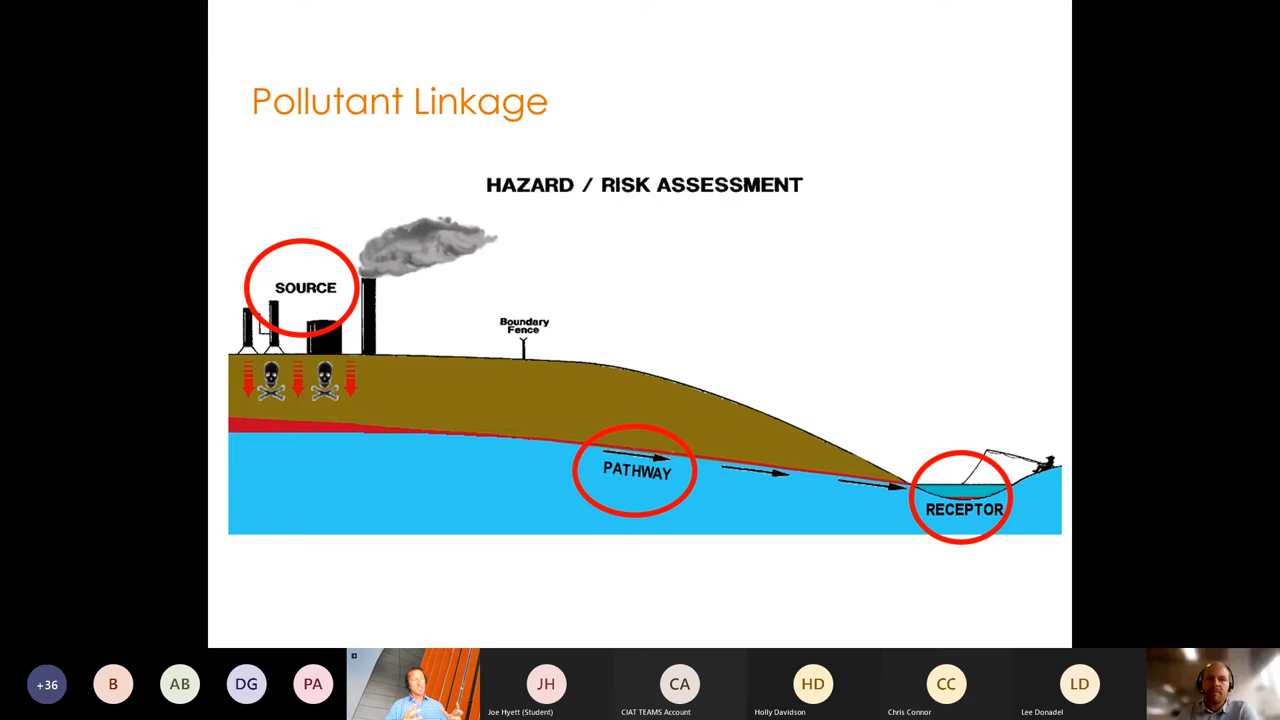 Pollutant Linkage
HAZARD / RISK ASSESSMENT
SOURCE
Boundary
Fence
PATHWAY
RECEPTOR
+36
B
AB
DG
PA
JH
CA
HD
CC
LD
Joe Hyett (Student)
CIAT TEAMS Account
Holly Davidson
Chris Connor
Lee Donadel